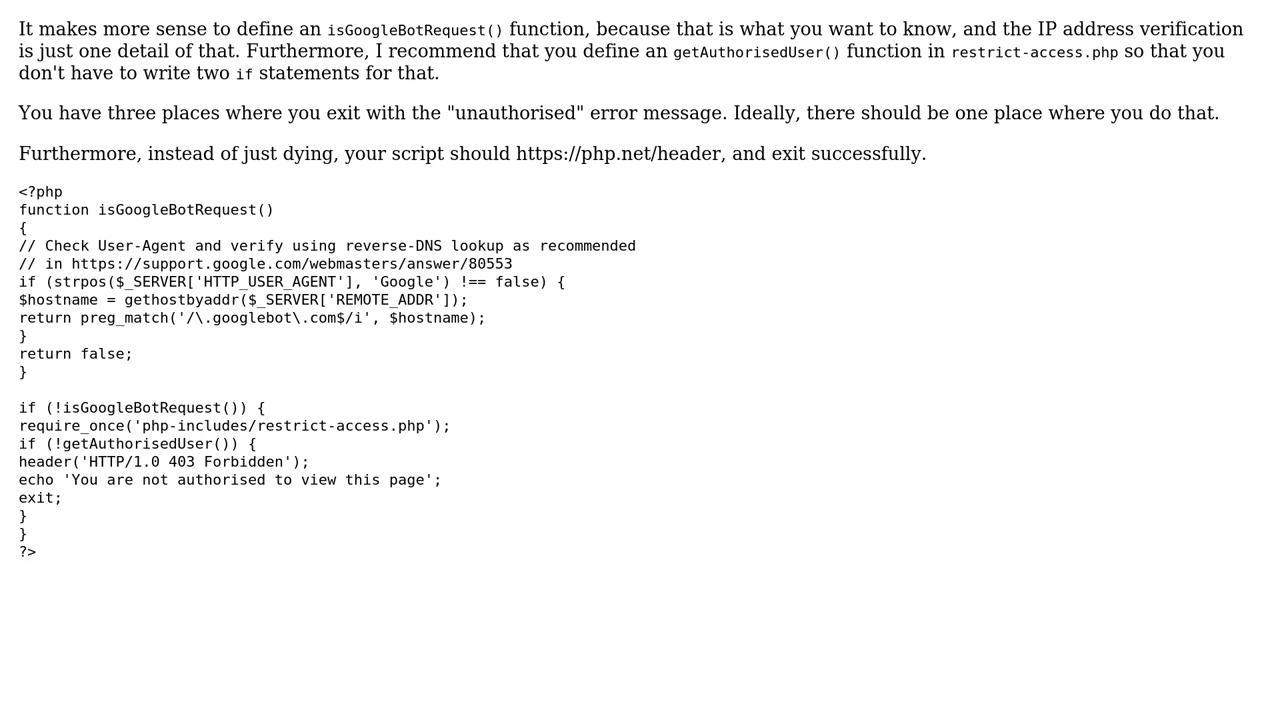 It makes more sense to define an isGoogleBotRequest() function, because that is what you want to know, and the IP address verification
is just one detail of that. Furthermore, I recommend that you define an getAuthorisedUser() function in restrict-access.php so that you
don't have to write two if statements for that.
You have three places where you exit with the "unauthorised" error message. Ideally, there should be one place where you do that.
Furthermore, instead of just dying, your script should https://php.net/header, and exit successfully.
<?php
function isGoogleBotRequest()
{
// Check User-Agent and verify using reverse-DNS lookup as recommended
// in https://support.google.com/webmasters/answer/80553
if (strpos($_SERVER['HTTP_USER_AGENT'], 'Google') !== false) {
$hostname = gethostbyaddr($_SERVER['REMOTE_ADDR']);
return preg_match('/\.googlebot\.com$/i', $hostname);
}
return false;
}
if (!isGoogleBotRequest()) {
require_once('php-includes/restrict-access.php');
if (!getAuthorisedUser()) {
header('HTTP/1.0 403 Forbidden');
echo 'You are not authorised to view this page';
exit;
}
}
?>